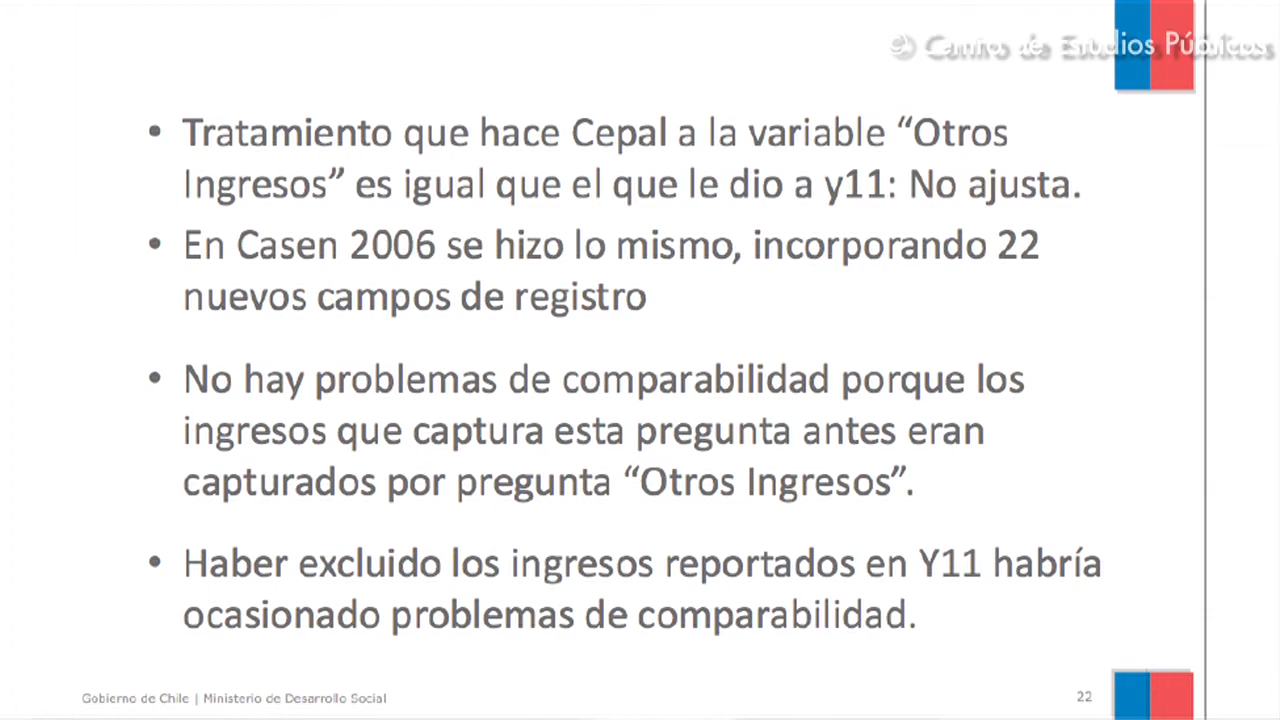 © Centro de Estudios Públicos
• Tratamiento que hace Cepal a la variable “Otros
Ingresos” es igual que el que le dio a y11: No ajusta.
• En Casen 2006 se hizo lo mismo, incorporando 22
nuevos campos de registro
• No hay problemas de comparabilidad porque los
ingresos que captura esta pregunta antes eran
capturados por pregunta “Otros Ingresos”.
• Haber excluido los ingresos reportados en Y11 habría
ocasionado problemas de comparabilidad.
Gobierno de Chile | Ministerio de Desarrollo Social
22